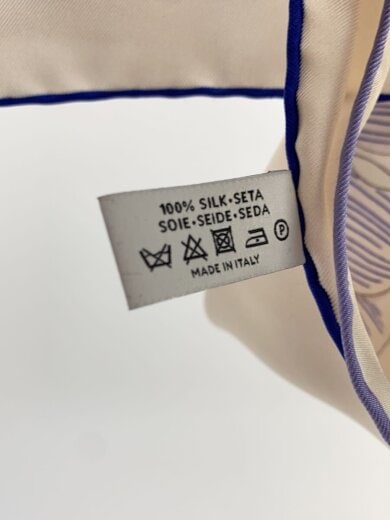 100% SILK•SETA
SOIE•SEIDE•SEDA
P
MADE IN ITALY